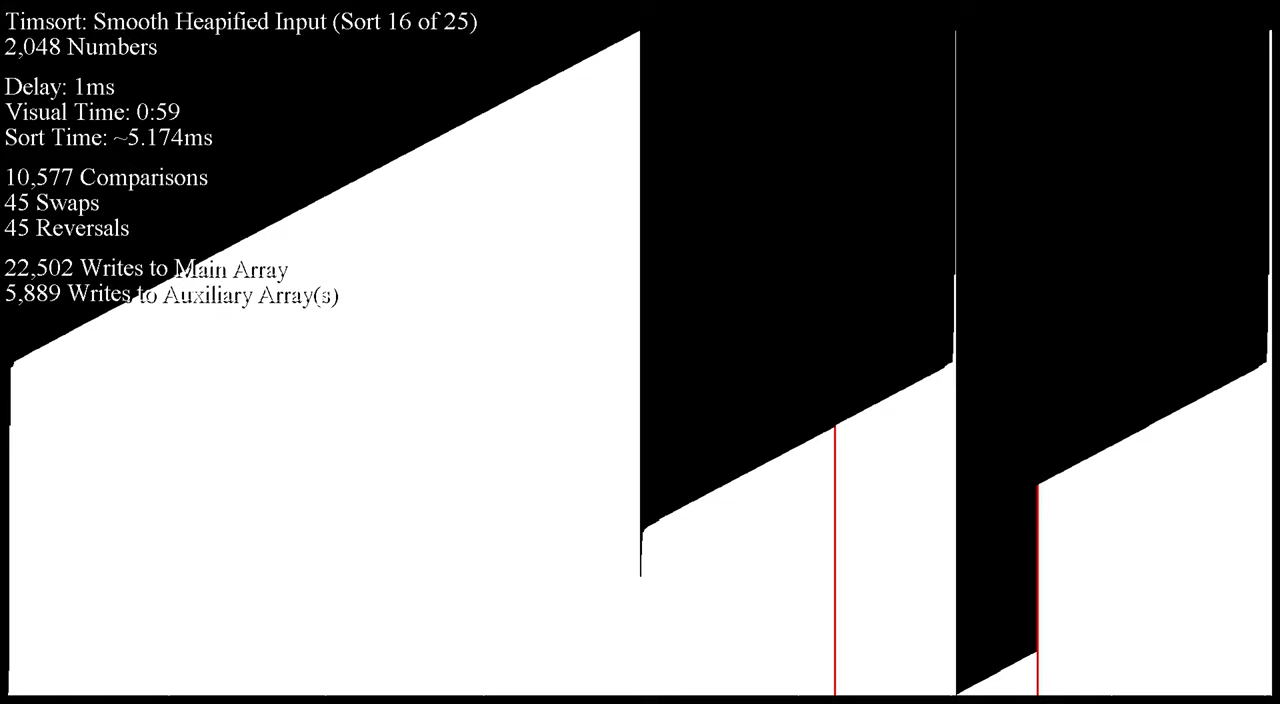 Timsort: Smooth Heapified Input (Sort 16 of 25)
2,048 Numbers
Delay: 1ms
Visual Time: 0:59
Sort Time: ~5.174ms
10,577 Comparisons
45 Swaps
45 Reversals
22,502 Writes to Main Array
5,889 Writes to Auxiliary Array(s)